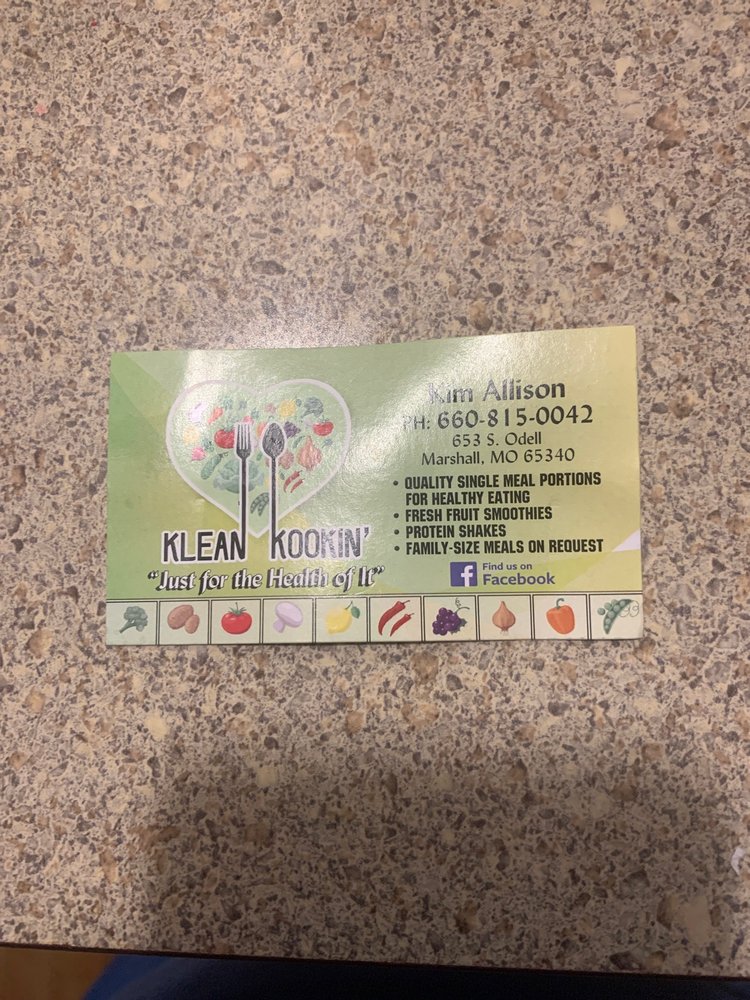 Kim Allison
PH: 660-815-0042
653 S. Odell
Marshall, MO 65340
• QUALITY SINGLE MEAL PORTIONS
FOR HEALTHY EATING
• FRESH FRUIT SMOOTHIES
• PROTEIN SHAKES
• FAMILY-SIZE MEALS ON REQUEST
f Find us on
Facebook
KLEAN KOOKIN'
"Just for the Health of It"